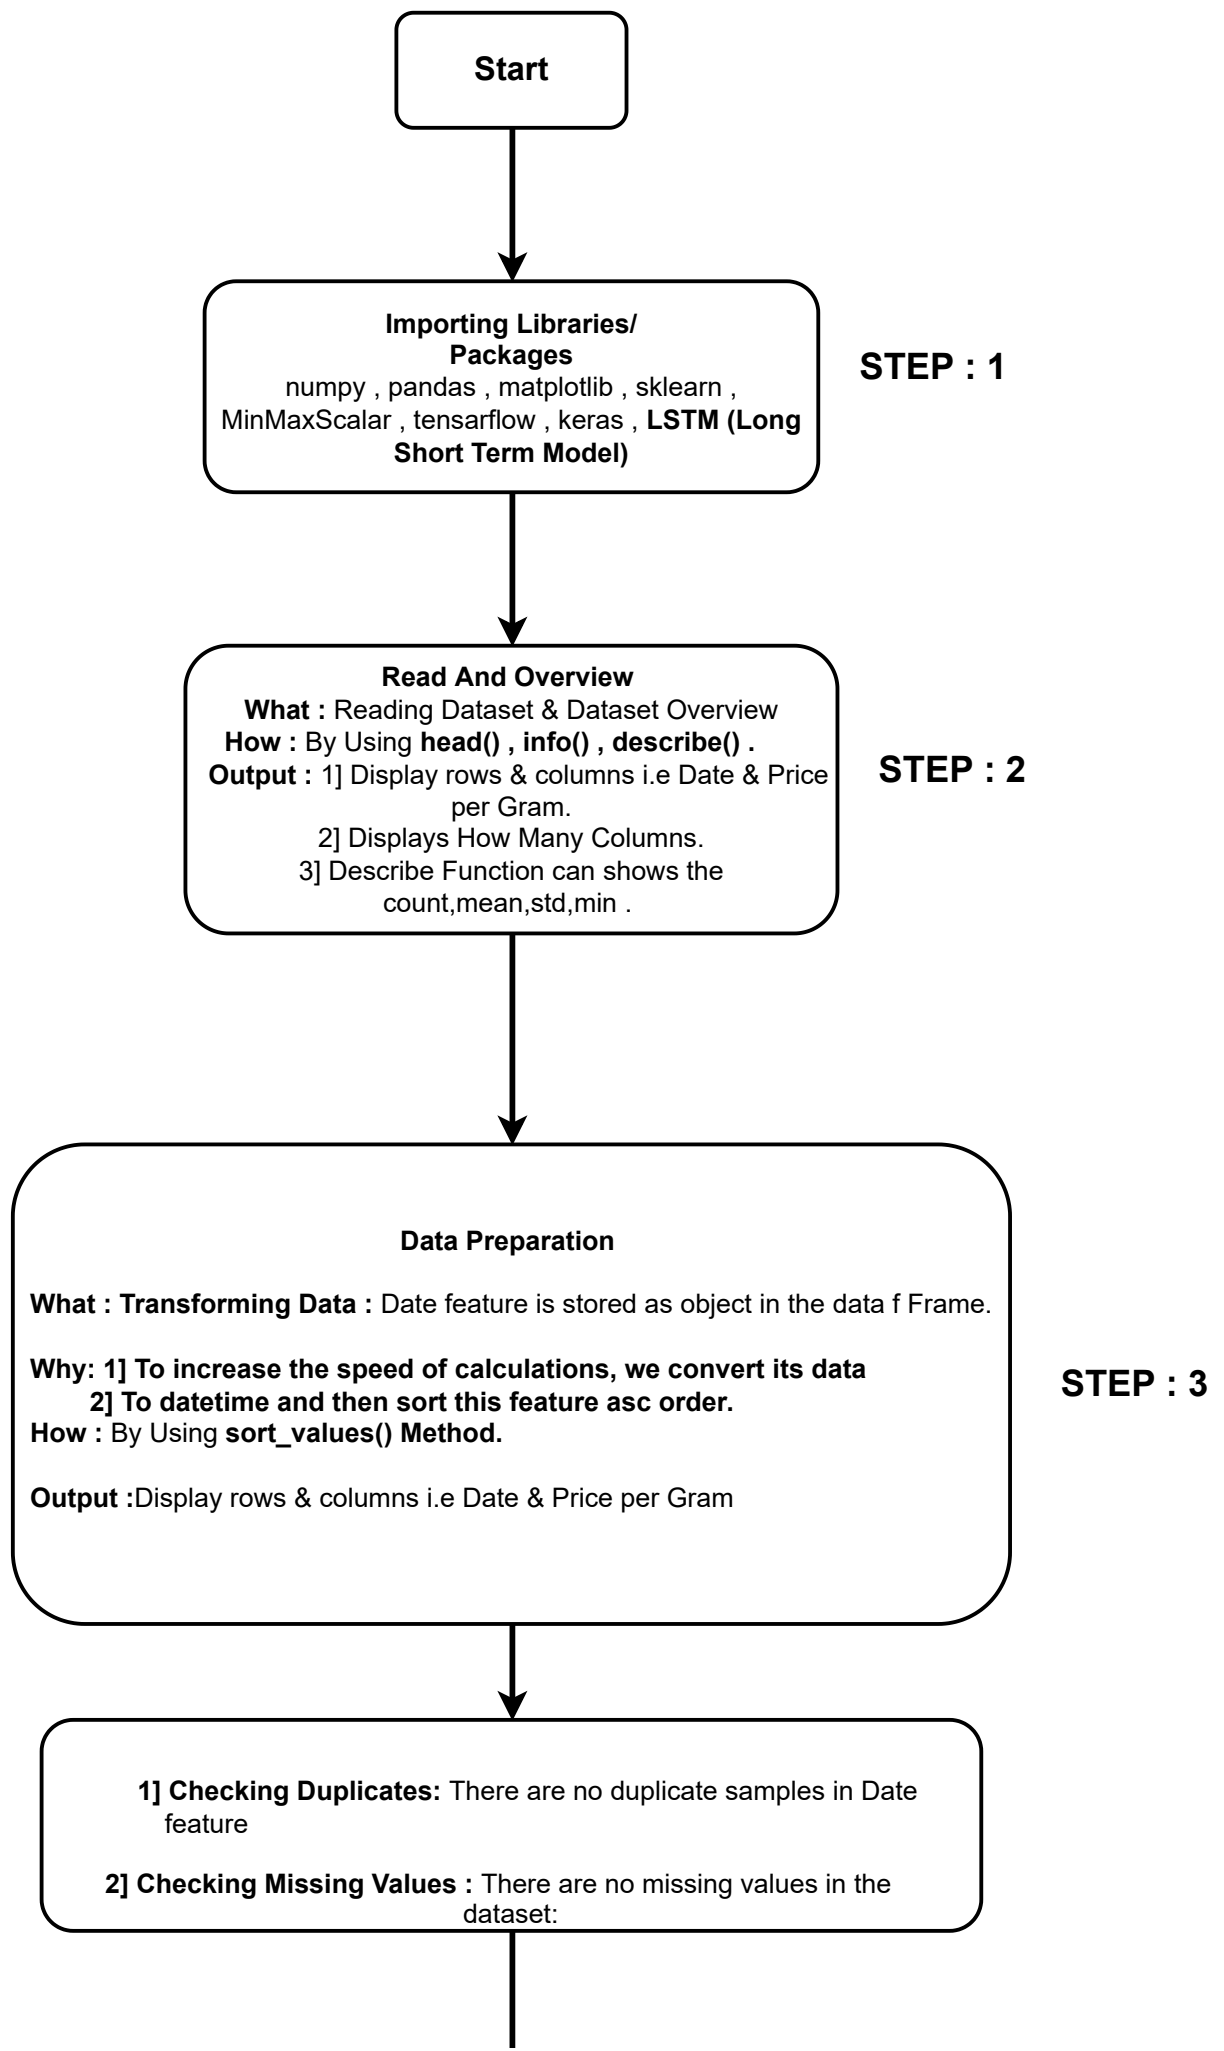 Start
Importing Libraries/
Packages
numpy , pandas , matplotlib , sklearn ,
MinMaxScalar , tensarflow , keras , LSTM (Long
Short Term Model)
STEP : 1
Read And Overview
What : Reading Dataset & Dataset Overview
How : By Using head() , info() , describe() .
Output : 1] Display rows & columns i.e Date & Price
per Gram.
2] Displays How Many Columns.
3] Describe Function can shows the
count,mean,std,min .
STEP : 2
Data Preparation
What : Transforming Data : Date feature is stored as object in the data f Frame.
Why: 1] To increase the speed of calculations, we convert its data
2] To datetime and then sort this feature asc order.
How : By Using sort_values() Method.
Output :Display rows & columns i.e Date & Price per Gram
STEP : 3
1] Checking Duplicates: There are no duplicate samples in Date
feature
2] Checking Missing Values : There are no missing values in the
dataset: